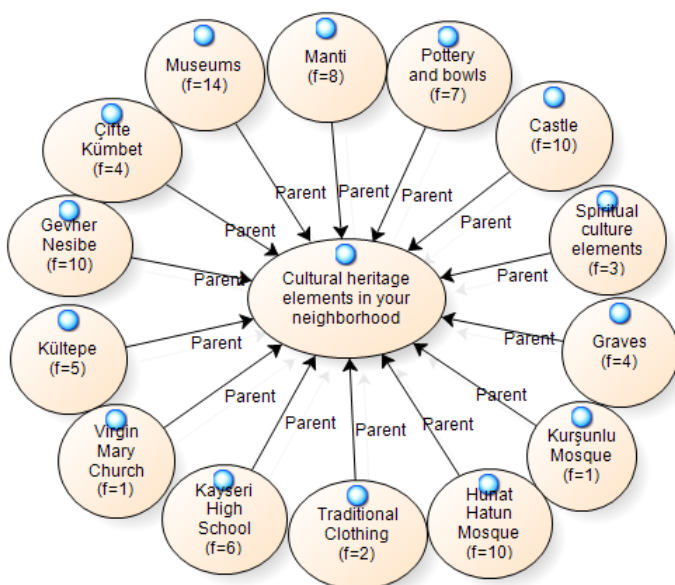 Museums
(f=14)
Manti
(f=8)
Pottery
and bowls
(f=7)
Castle
(f=10)
Spiritual
culture
elements
(f=3)
Graves
(f=4)
Kurşunlu
Mosque
(f=1)
Hunat
Hatun
Mosque
(f=10)
Traditional
Clothing
(f=2)
Kayseri
High
School
(f=6)
Virgin
Mary
Church
(f=1)
Kültepe
(f=5)
Gevher
Nesibe
(f=10)
Çifte
Kümbet
(f=4)
Cultural heritage
elements in your
neighborhood
Parent
Parent
Parent
Parent
Parent
Parent
Parent
Parent
Parent
Parent
Parent
Parent
Parent
Parent